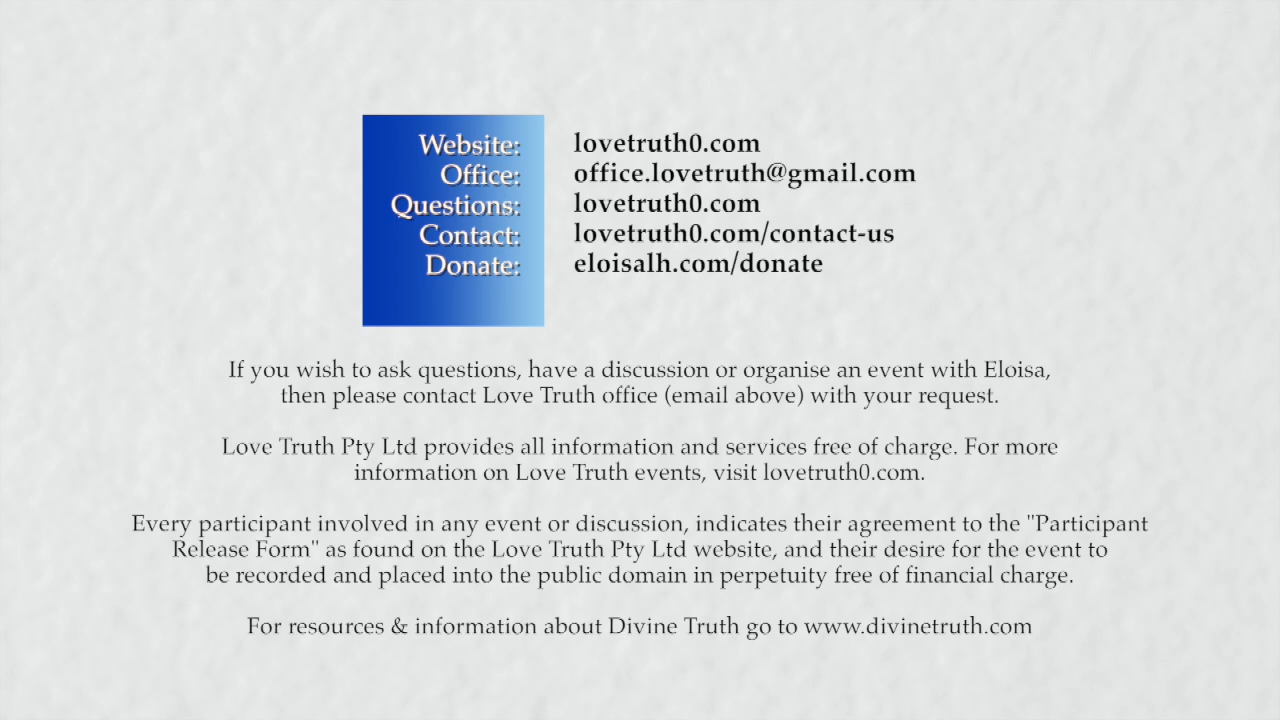 Website: lovetruth0.com
Office: office.lovetruth@gmail.com
Questions: lovetruth0.com
Contact: lovetruth0.com/contact-us
Donate: eloisalh.com/donate
If you wish to ask questions, have a discussion or organise an event with Eloisa,
then please contact Love Truth office (email above) with your request.
Love Truth Pty Ltd provides all information and services free of charge. For more
information on Love Truth events, visit lovetruth0.com.
Every participant involved in any event or discussion, indicates their agreement to the "Participant
Release Form" as found on the Love Truth Pty Ltd website, and their desire for the event to
be recorded and placed into the public domain in perpetuity free of financial charge.
For resources & information about Divine Truth go to www.divinetruth.com